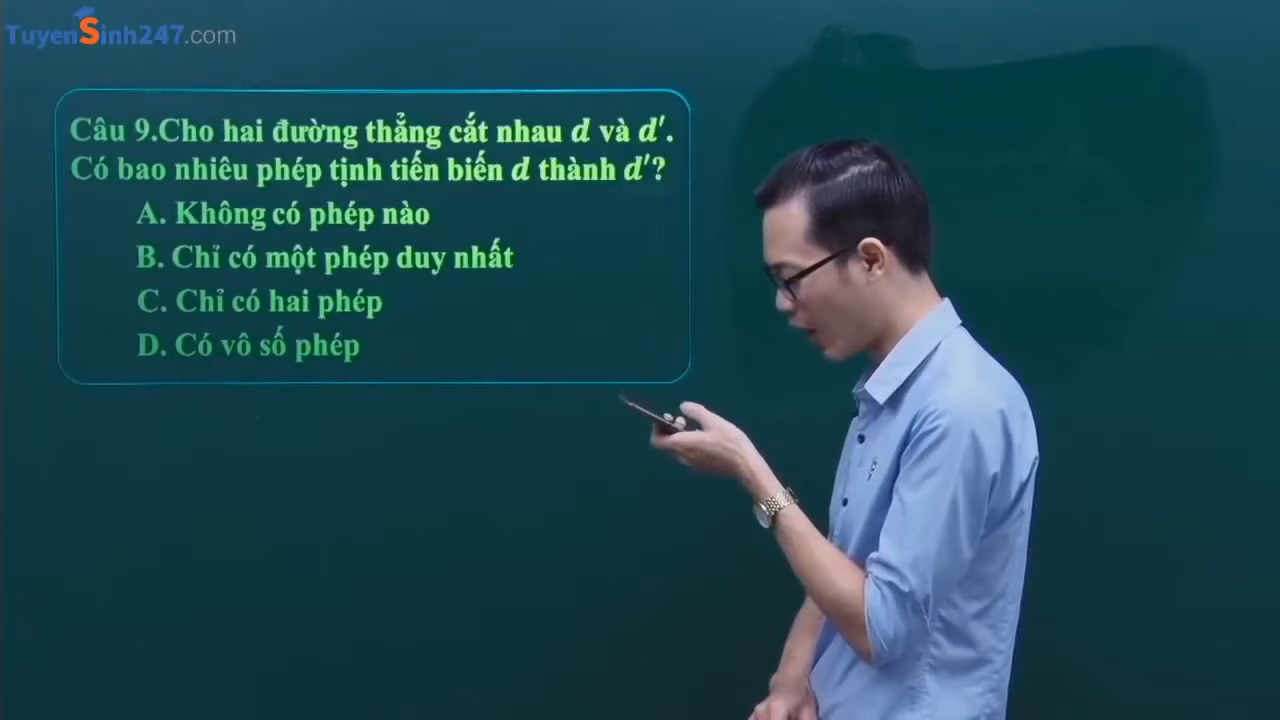 TuyenSinh247.com
Câu 9.Cho hai đường thẳng cắt nhau d và d'.
Có bao nhiêu phép tịnh tiến biến d thành d'?
A. Không có phép nào
B. Chỉ có một phép duy nhất
C. Chỉ có hai phép
D. Có vô số phép